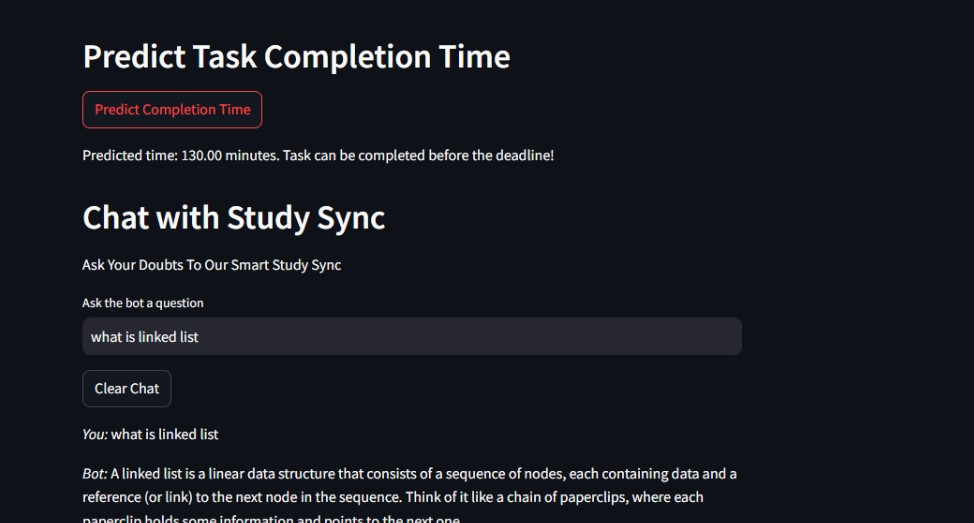 Predict Task Completion Time
Predict Completion Time
Predicted time: 130.00 minutes. Task can be completed before the deadline!
Chat with Study Sync
Ask Your Doubts To Our Smart Study Sync
Ask the bot a question
what is linked list
Clear Chat
You: what is linked list
Bot: A linked list is a linear data structure that consists of a sequence of nodes, each containing data and a
reference (or link) to the next node in the sequence. Think of it like a chain of paperclips, where each
paperclip holds some information and points to the next one.